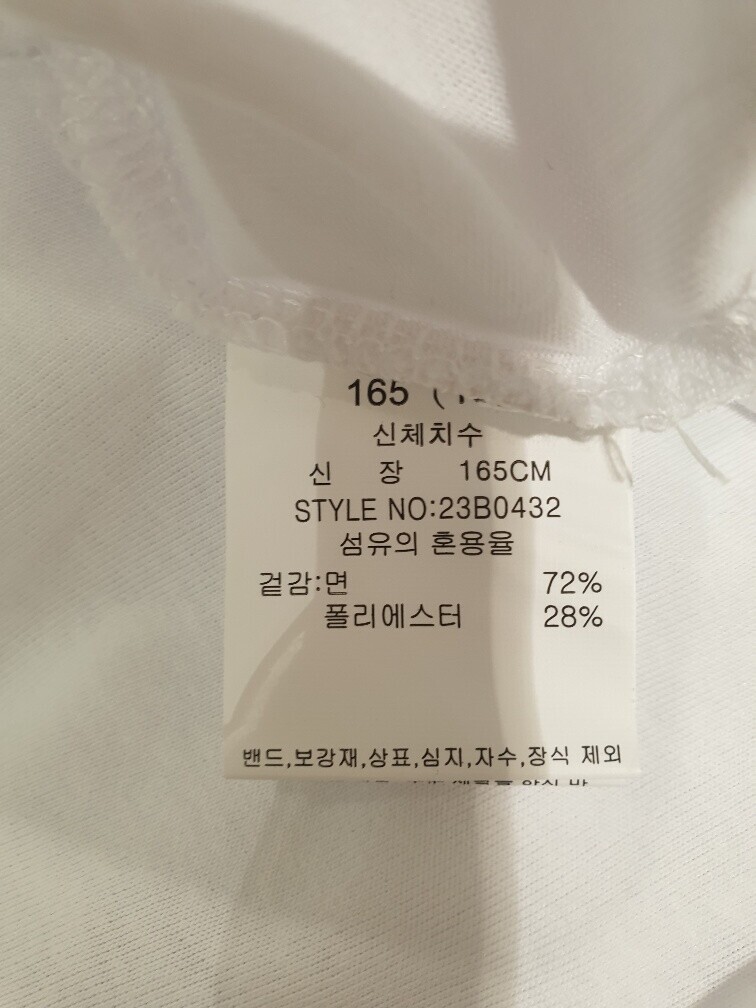 165
신체치수
신 장 165CM
STYLE NO:23B0432
섬유의 혼용율
겉감:면 72%
폴리에스터 28%
밴드,보강재,상표,심지,자수,장식 제외